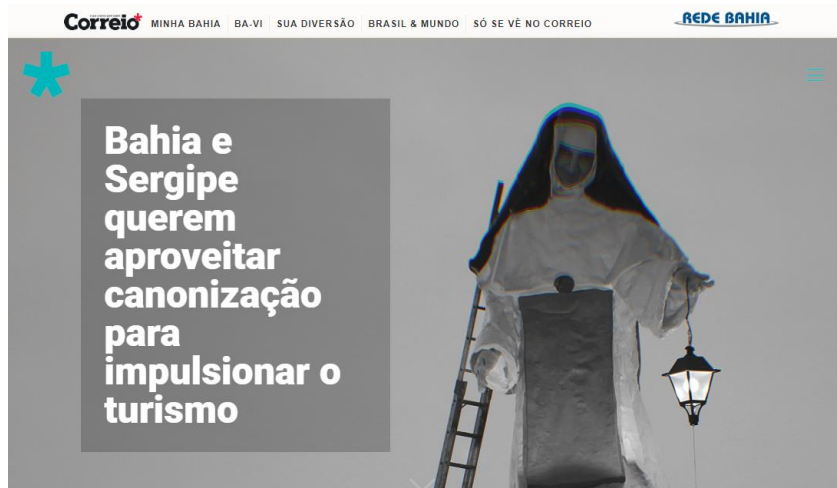 Correio*
MINHA BAHIA BA-VI SUA DIVERSÃO BRASIL & MUNDO SÓ SE VÊ NO CORREIO
REDE BAHIA
Bahia e
Sergipe
querem
aproveitar
canonização
para
impulsionar o
turismo